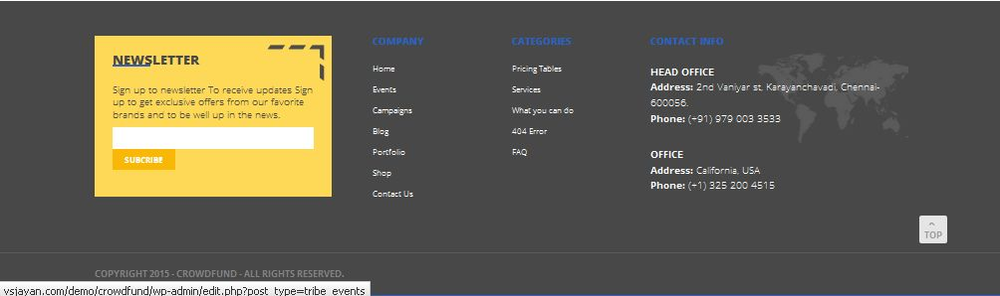 NEWSLETTER
Sign up to newsletter To receive updates Sign
up to get exclusive offers from our favorite
brands and to be well up in the news.
SUBCRIBE
COMPANY
Home
Events
Campaigns
Blog
Portfolio
Shop
Contact Us
CATEGORIES
Pricing Tables
Services
What you can do
404 Error
FAQ
CONTACT INFO
HEAD OFFICE
Address: 2nd Vaniyar st, Karayanchavadi, Chennai-
600056.
Phone: (+91) 979 003 3533
OFFICE
Address: California, USA
Phone: (+1) 325 200 4515
TOP
COPYRIGHT 2015 - CROWDFUND - ALL RIGHTS RESERVED.
vsjayan.com/demo/crowdfund/wp-admin/edit.php?post_type=tribe_events